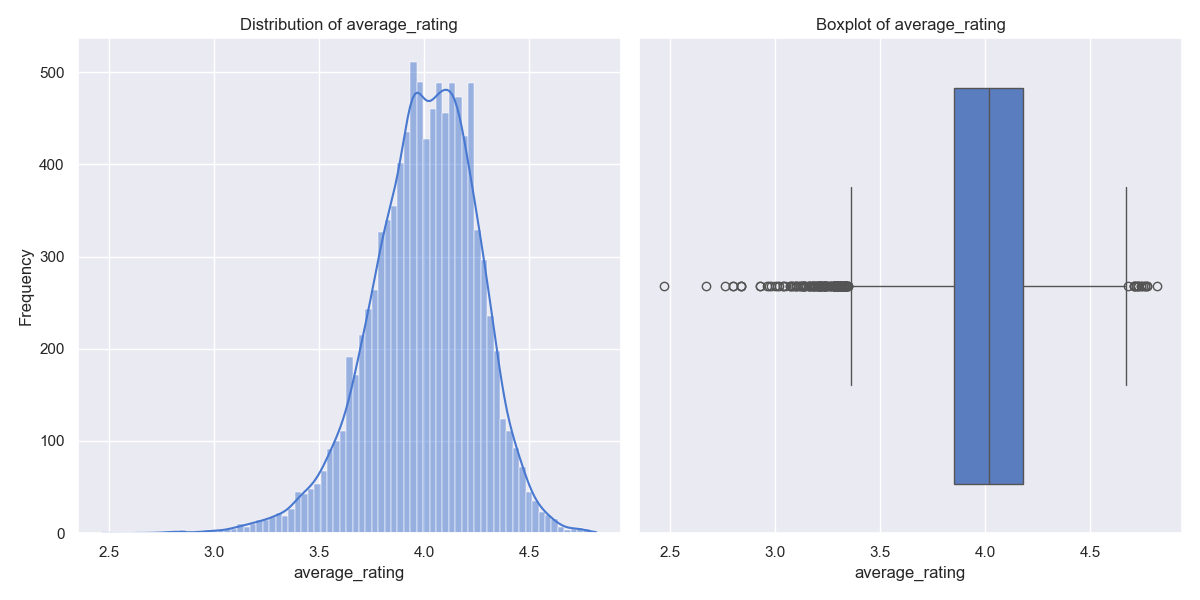 Distribution of average_rating
Frequency
500
400
300
200
100
0
2.5 3.0 3.5 4.0 4.5
average_rating
Boxplot of average_rating
2.5 3.0 3.5 4.0 4.5
average_rating